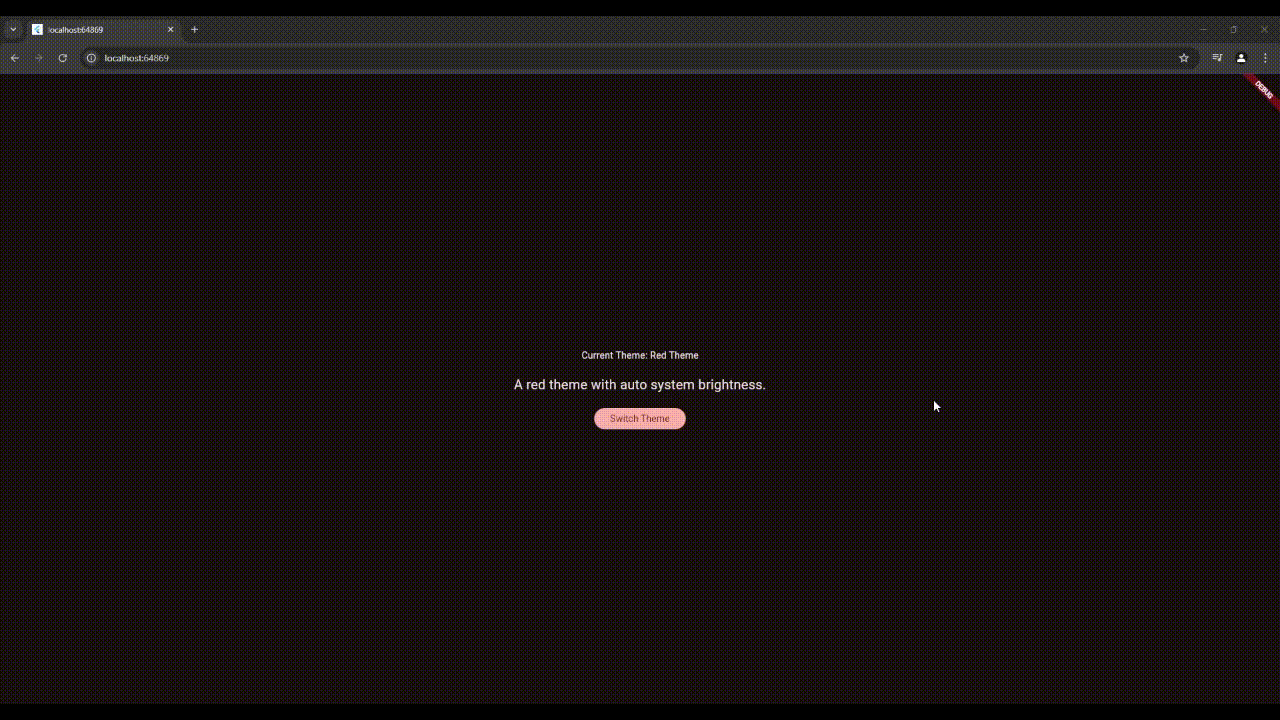 localhost:64869
localhost:64869
DEBUG
Current Theme: Red Theme
A red theme with auto system brightness.
Switch Theme